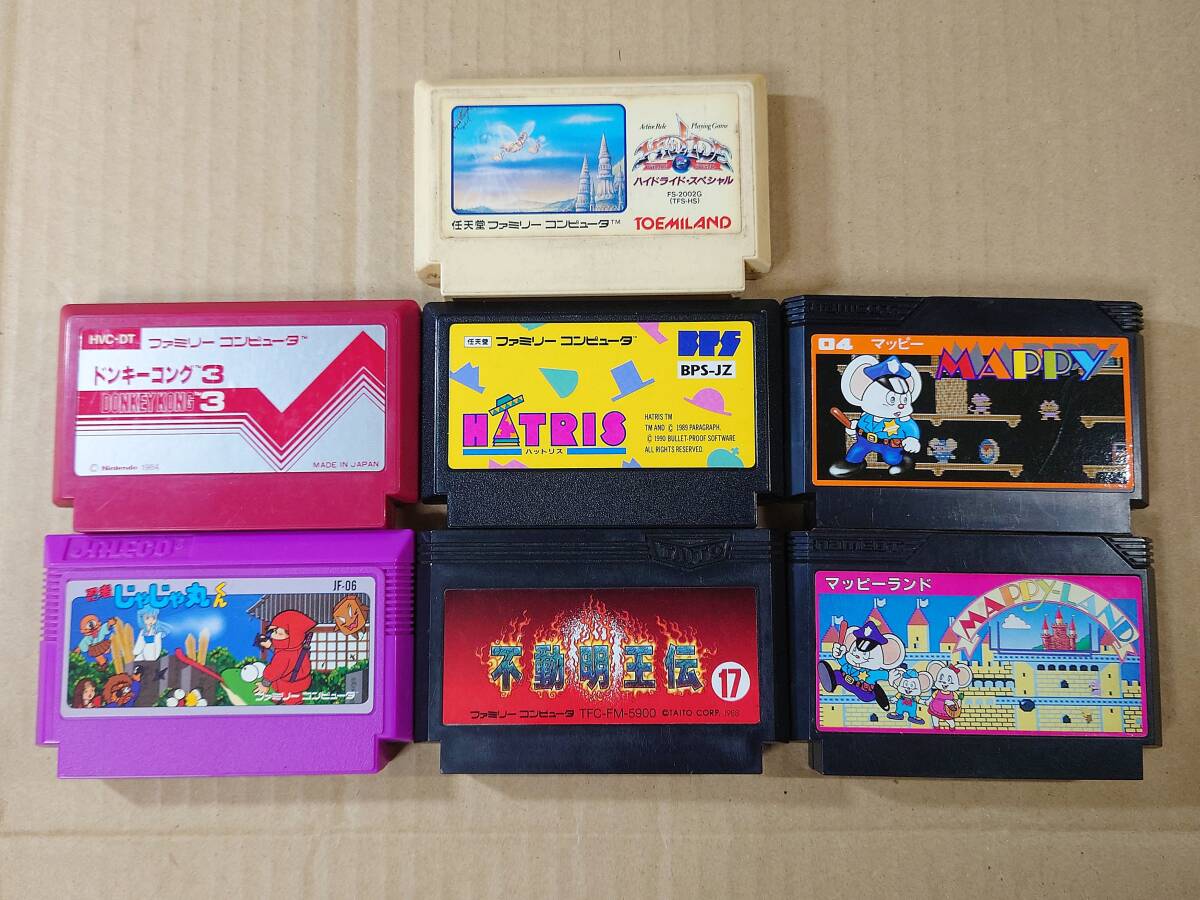 Active Role Playing Game
HYDLIDE
ハイドライド・スペシャル
FS-2002G
(TFS-HS)
任天堂 ファミリー コンピュータ™
TOEMILAND
HVC-DT ファミリー コンピュータ™
ドンキーコング™3
DONKEY KONG™3
© Nintendo 1984
MADE IN JAPAN
任天堂 ファミリー コンピュータ™
BPS
BPS-JZ
HATRIS
ハットリス
HATRIS TM
TM AND © 1989 PARAGRAPH.
© 1990 BULLET-PROOF SOFTWARE
ALL RIGHTS RESERVED.
namcot
04 マッピー
MAPPY
JALECO
忍者じゃじゃ丸くん
JF-06
ファミリー コンピュータ
TAITO
不動明王伝
17
ファミリー コンピュータ TFC-FM-5900 ©TAITO CORP. 1988
namcot
マッピーランド
MAPPY-LAND